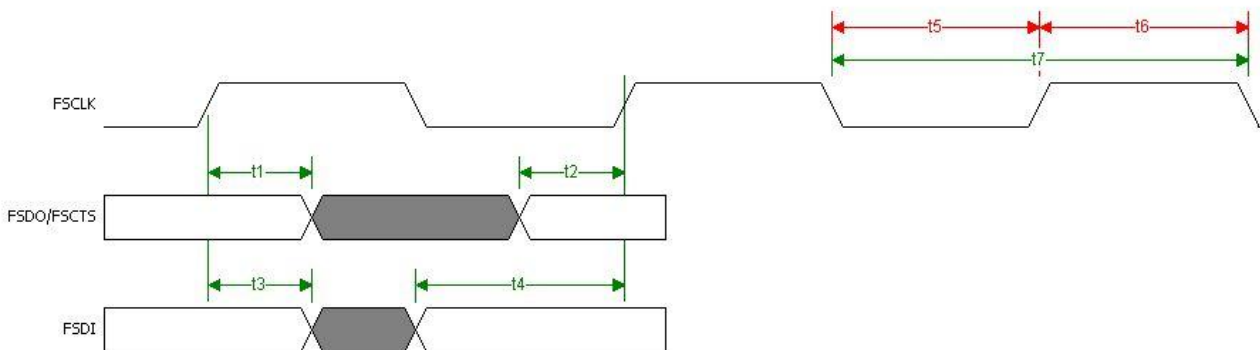 t5
t6
t7
FSCLK
t1
t2
FSDO/FSCTS
t3
t4
FSDI